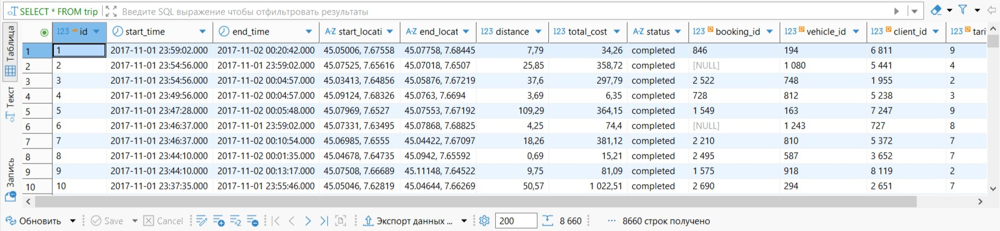 SELECT * FROM trip Введите SQL выражение чтобы отфильтровать результаты
Таблица
Текст
Запись
123 id start_time end_time A-Z start_locati A-Z end_locat 123 distance 123 total_cost A-Z status 123 booking_id 123 vehicle_id 123 client_id 123 tari
1 1 2017-11-01 23:59:02.000 2017-11-02 00:20:42.000 45.05006, 7.67558 45.07758, 7.68445 7,79 34,26 completed 846 194 6 811 9
2 2 2017-11-01 23:54:56.000 2017-11-01 23:59:02.000 45.07525, 7.65616 45.07018, 7.6507 25,85 358,72 completed [NULL] 1 080 5 441 4
3 3 2017-11-01 23:54:56.000 2017-11-02 00:04:57.000 45.03413, 7.64856 45.05876, 7.67219 37,6 297,79 completed 2 522 748 1 955 2
4 4 2017-11-01 23:49:56.000 2017-11-02 00:04:57.000 45.09124, 7.68326 45.0763, 7.6694 3,69 6,35 completed 728 812 5 238 3
5 5 2017-11-01 23:47:28.000 2017-11-02 00:05:48.000 45.07969, 7.6527 45.07553, 7.67192 109,29 364,15 completed 1 549 163 7 247 9
6 6 2017-11-01 23:46:37.000 2017-11-01 23:59:02.000 45.07331, 7.63495 45.07868, 7.68825 4,25 74,4 completed [NULL] 1 243 727 8
7 7 2017-11-01 23:46:37.000 2017-11-02 00:10:54.000 45.06985, 7.6555 45.04422, 7.67097 18,26 381,12 completed 2 210 810 5 372 7
8 8 2017-11-01 23:44:10.000 2017-11-02 00:01:35.000 45.04678, 7.64735 45.0942, 7.65592 0,69 15,21 completed 2 495 587 3 652 7
9 9 2017-11-01 23:44:10.000 2017-11-02 00:13:17.000 45.07508, 7.66689 45.11148, 7.64522 9,75 81,09 completed 1 575 918 8 119 2
10 10 2017-11-01 23:37:35.000 2017-11-01 23:55:46.000 45.05046, 7.62819 45.04644, 7.66269 50,57 1 022,51 completed 2 690 294 2 651 7
Обновить Save Cancel Экспорт данных ... 200 8 660 ... 8660 строк получено